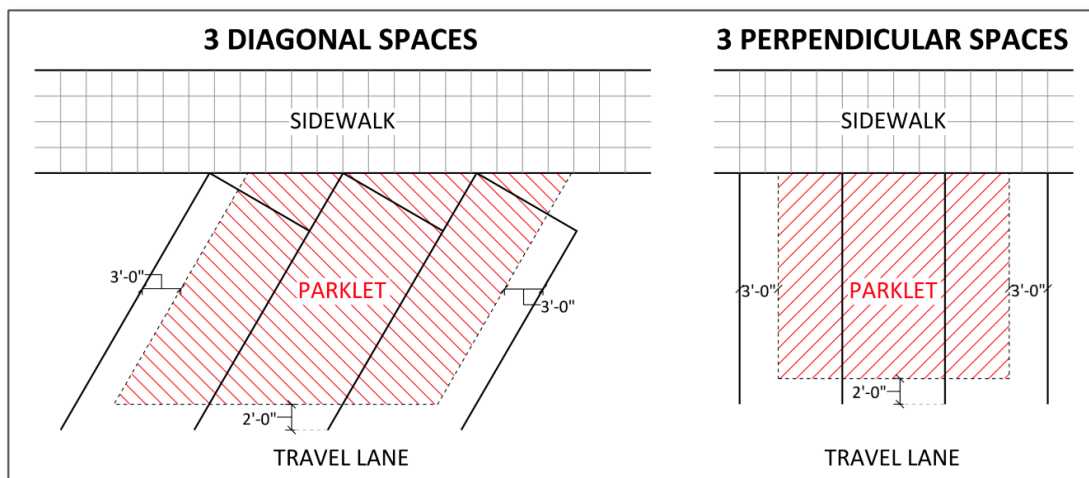 3 DIAGONAL SPACES
SIDEWALK
3'-0"
PARKLET
3'-0"
2'-0"
TRAVEL LANE
3 PERPENDICULAR SPACES
SIDEWALK
3'-0"
PARKLET
3'-0"
2'-0"
TRAVEL LANE